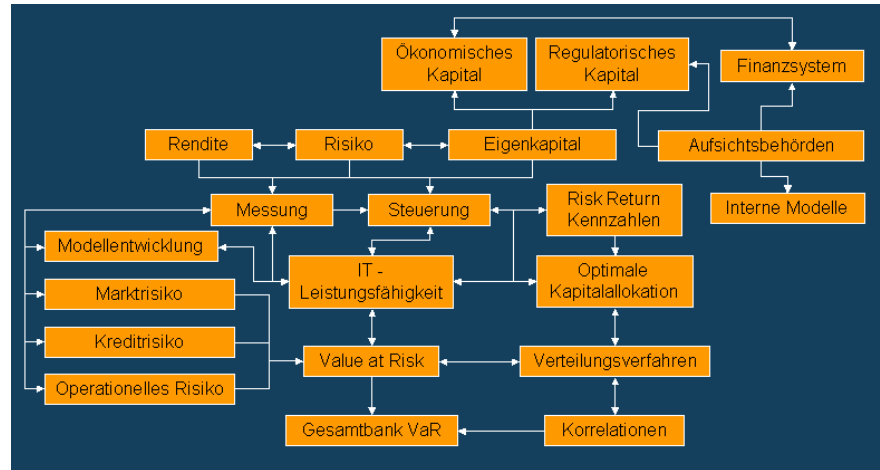 Ökonomisches
Kapital
Regulatorisches
Kapital
Finanzsystem
Rendite
Risiko
Eigenkapital
Aufsichtsbehörden
Messung
Steuerung
Risk Return
Kennzahlen
Interne Modelle
Modellentwicklung
IT -
Leistungsfähigkeit
Optimale
Kapitalallokation
Marktrisiko
Kreditrisiko
Value at Risk
Verteilungsverfahren
Operationelles Risiko
Gesamtbank VaR
Korrelationen